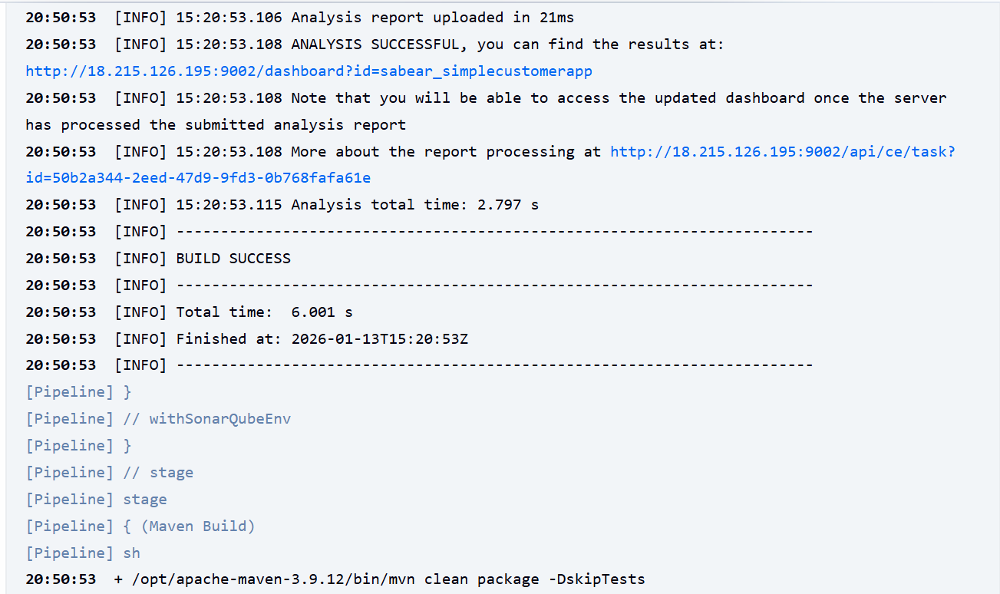 20:50:53  [INFO] 15:20:53.106 Analysis report uploaded in 21ms
20:50:53  [INFO] 15:20:53.108 ANALYSIS SUCCESSFUL, you can find the results at:
http://18.215.126.195:9002/dashboard?id=sabear_simplecustomerapp
20:50:53  [INFO] 15:20:53.108 Note that you will be able to access the updated dashboard once the server
has processed the submitted analysis report
20:50:53  [INFO] 15:20:53.108 More about the report processing at http://18.215.126.195:9002/api/ce/task?
id=50b2a344-2eed-47d9-9fd3-0b768fafa61e
20:50:53  [INFO] 15:20:53.115 Analysis total time: 2.797 s
20:50:53  [INFO] ------------------------------------------------------------------------
20:50:53  [INFO] BUILD SUCCESS
20:50:53  [INFO] ------------------------------------------------------------------------
20:50:53  [INFO] Total time:  6.001 s
20:50:53  [INFO] Finished at: 2026-01-13T15:20:53Z
20:50:53  [INFO] ------------------------------------------------------------------------
[Pipeline] }
[Pipeline] // withSonarQubeEnv
[Pipeline] }
[Pipeline] // stage
[Pipeline] stage
[Pipeline] { (Maven Build)
[Pipeline] sh
20:50:53  + /opt/apache-maven-3.9.12/bin/mvn clean package -DskipTests